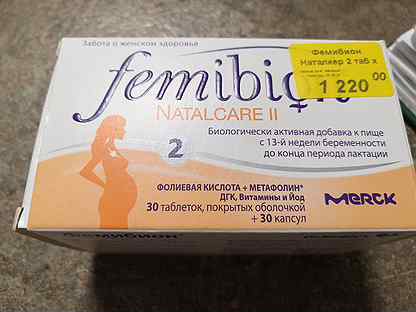 Забота о женском здоровье
Фемибион
Наталкер 2 таб х
1 220 00
femibion
NATALCARE II
Биологически активная добавка к пище
с 13-й недели беременности
до конца периода лактации
2
ФОЛИЕВАЯ КИСЛОТА + МЕТАФОЛИН®
ДГК, Витамины и Йод
30 таблеток, покрытых оболочкой
+ 30 капсул
MERCK